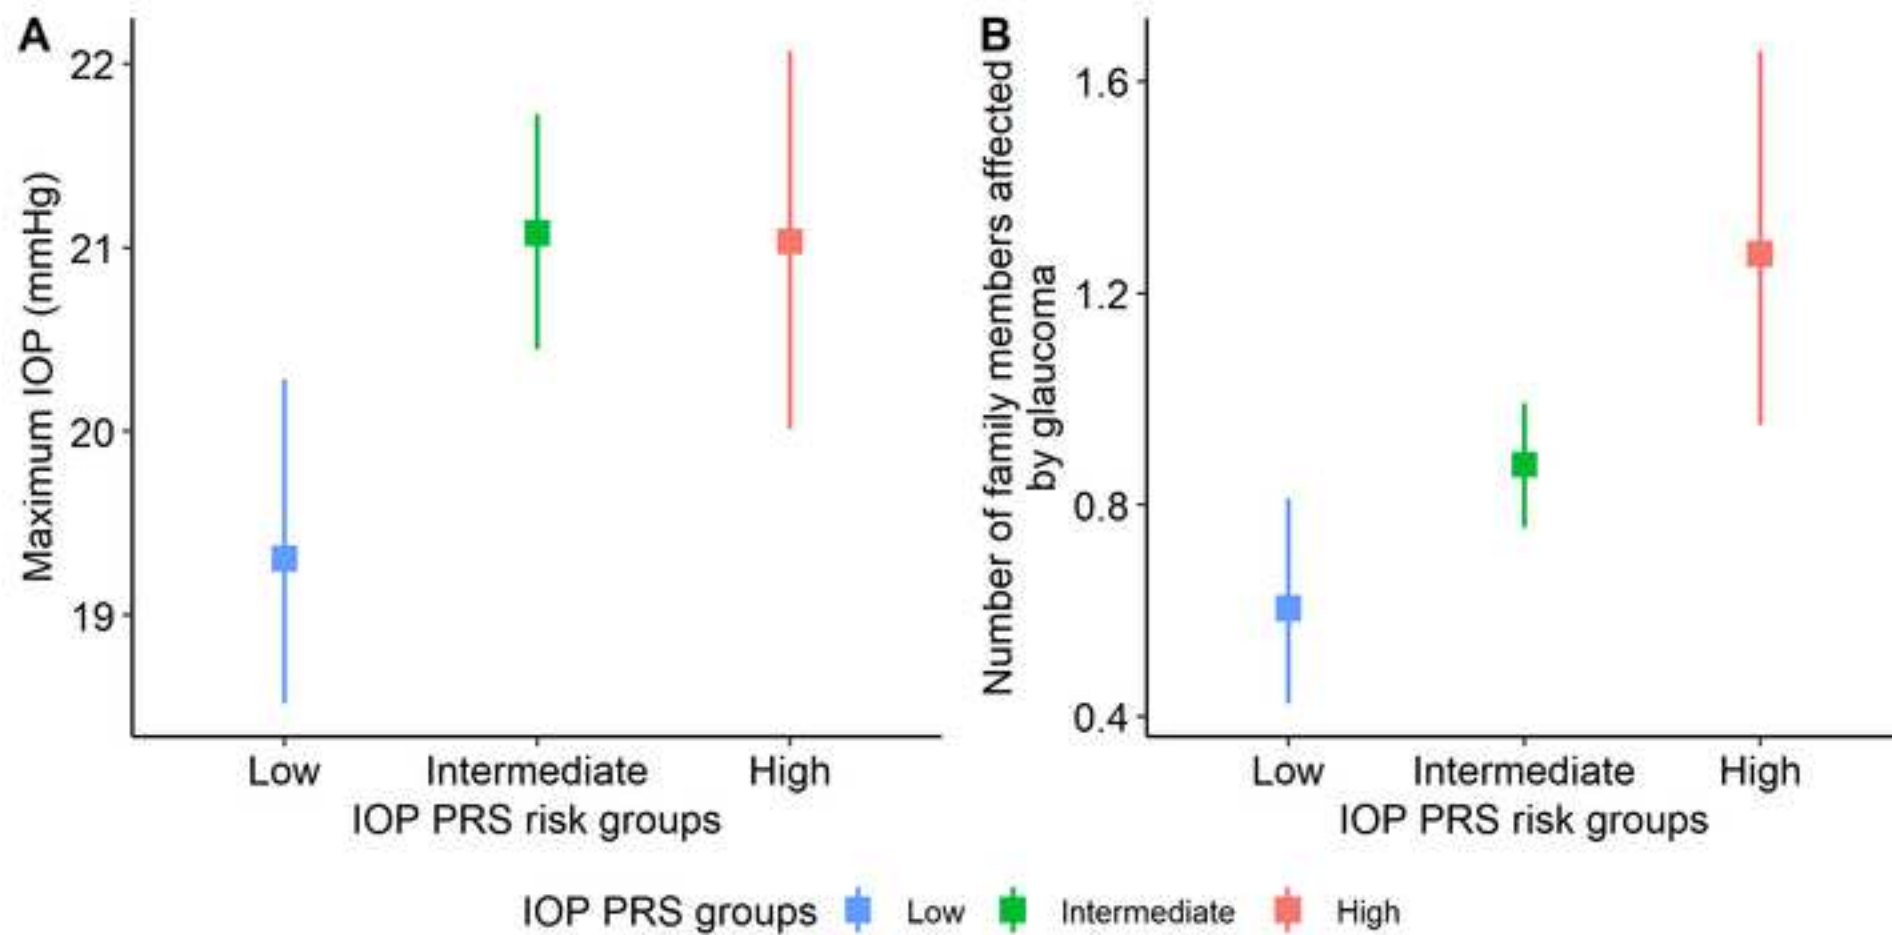 A
Maximum IOP (mmHg)
22
21
20
19
Low Intermediate High
IOP PRS risk groups
B
Number of family members affected
by glaucoma
1.6
1.2
0.8
0.4
Low Intermediate High
IOP PRS risk groups
IOP PRS groups Low Intermediate High